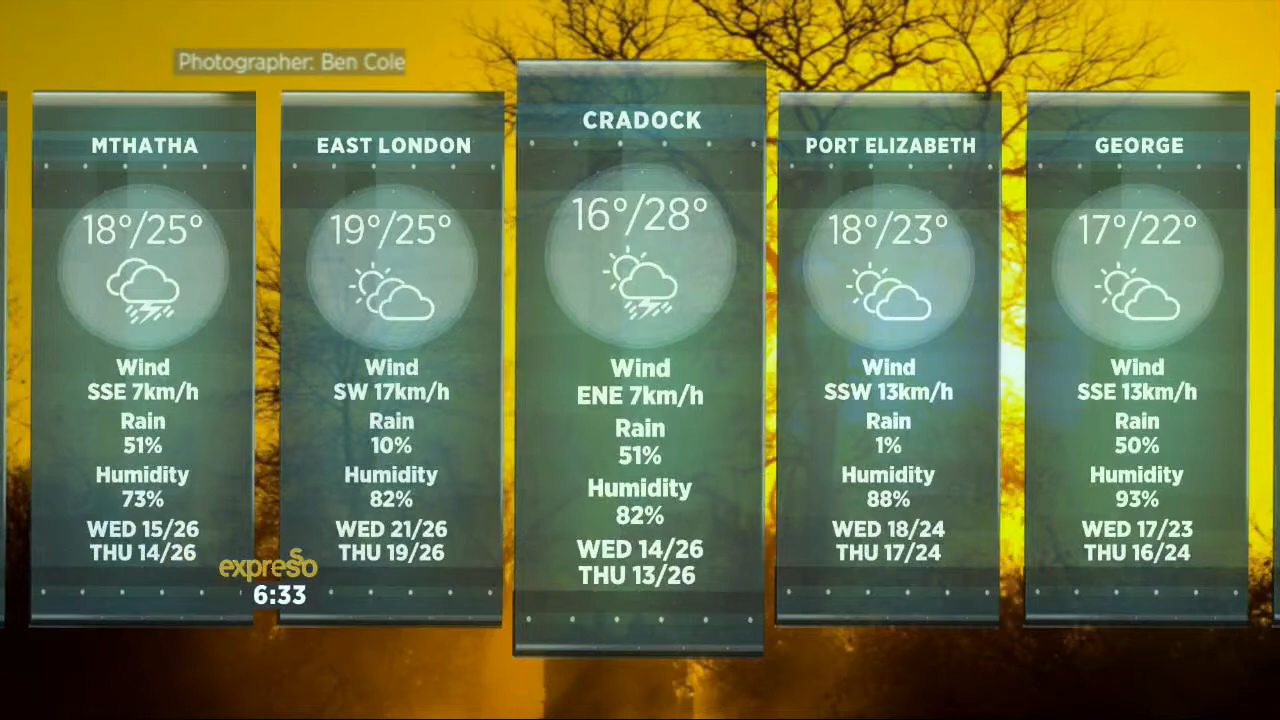 Photographer: Ben Cole
MTHATHA
18°/25°
Wind
SSE 7km/h
Rain
51%
Humidity
73%
WED 15/26
THU 14/26
EAST LONDON
19°/25°
Wind
SW 17km/h
Rain
10%
Humidity
82%
WED 21/26
THU 19/26
CRADOCK
16°/28°
Wind
ENE 7km/h
Rain
51%
Humidity
82%
WED 14/26
THU 13/26
PORT ELIZABETH
18°/23°
Wind
SSW 13km/h
Rain
1%
Humidity
88%
WED 18/24
THU 17/24
GEORGE
17°/22°
Wind
SSE 13km/h
Rain
50%
Humidity
93%
WED 17/23
THU 16/24
expresso
6:33